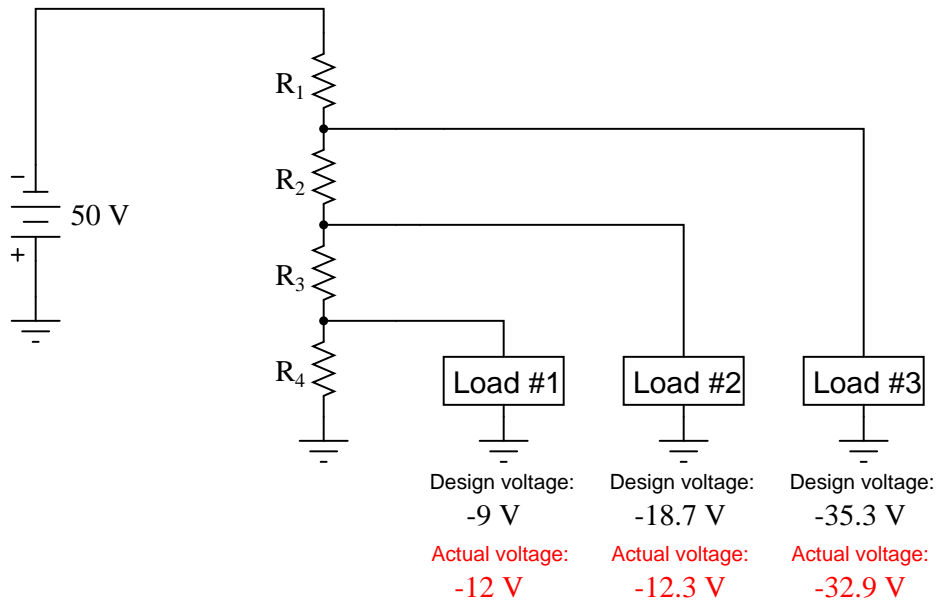 R1
−
R2
50 V
+
R3
R4
Load #1 Load #2 Load #3
Design voltage: Design voltage: Design voltage:
-9 V -18.7 V -35.3 V
Actual voltage: Actual voltage: Actual voltage:
-12 V -12.3 V -32.9 V